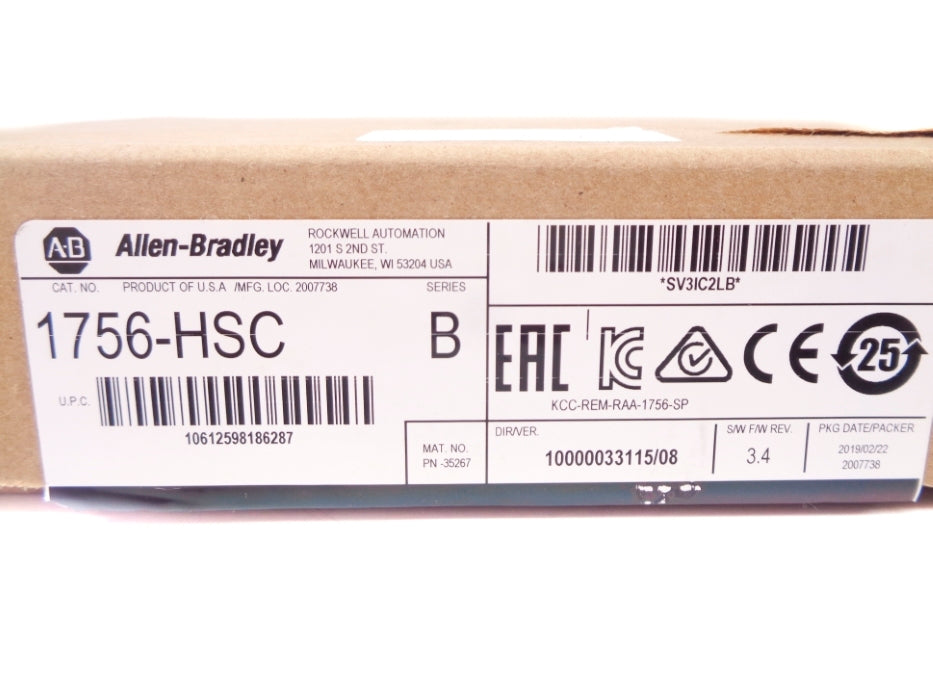 A·B Allen-Bradley
ROCKWELL AUTOMATION
1201 S 2ND ST.
MILWAUKEE, WI 53204 USA
CAT. NO. PRODUCT OF U.S.A /MFG. LOC. 2007738 SERIES
1756-HSC B
U.P.C.
10612598186287
MAT. NO.
PN -35267
*SV3IC2LB*
EAC KC CE 25
KCC-REM-RAA-1756-SP
DIR/VER.
10000033115/08
S/W F/W REV.
3.4
PKG DATE/PACKER
2019/02/22
2007738